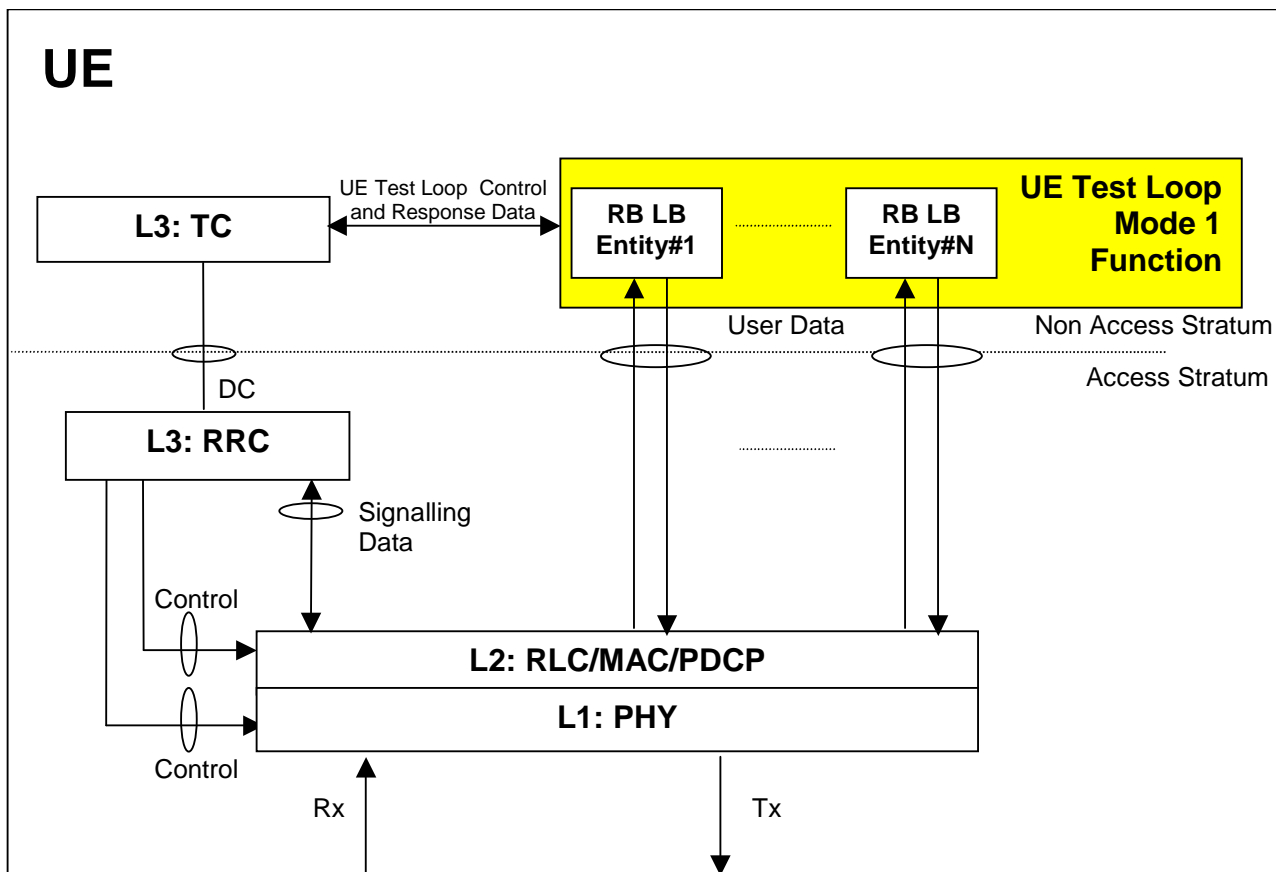 UE
UE Test Loop Control
and Response Data
L3: TC
RB LB
Entity#1
RB LB
Entity#N
UE Test Loop
Mode 1
Function
User Data
Non Access Stratum
Access Stratum
DC
L3: RRC
Signalling
Data
Control
L2: RLC/MAC/PDCP
L1: PHY
Control
Rx
Tx